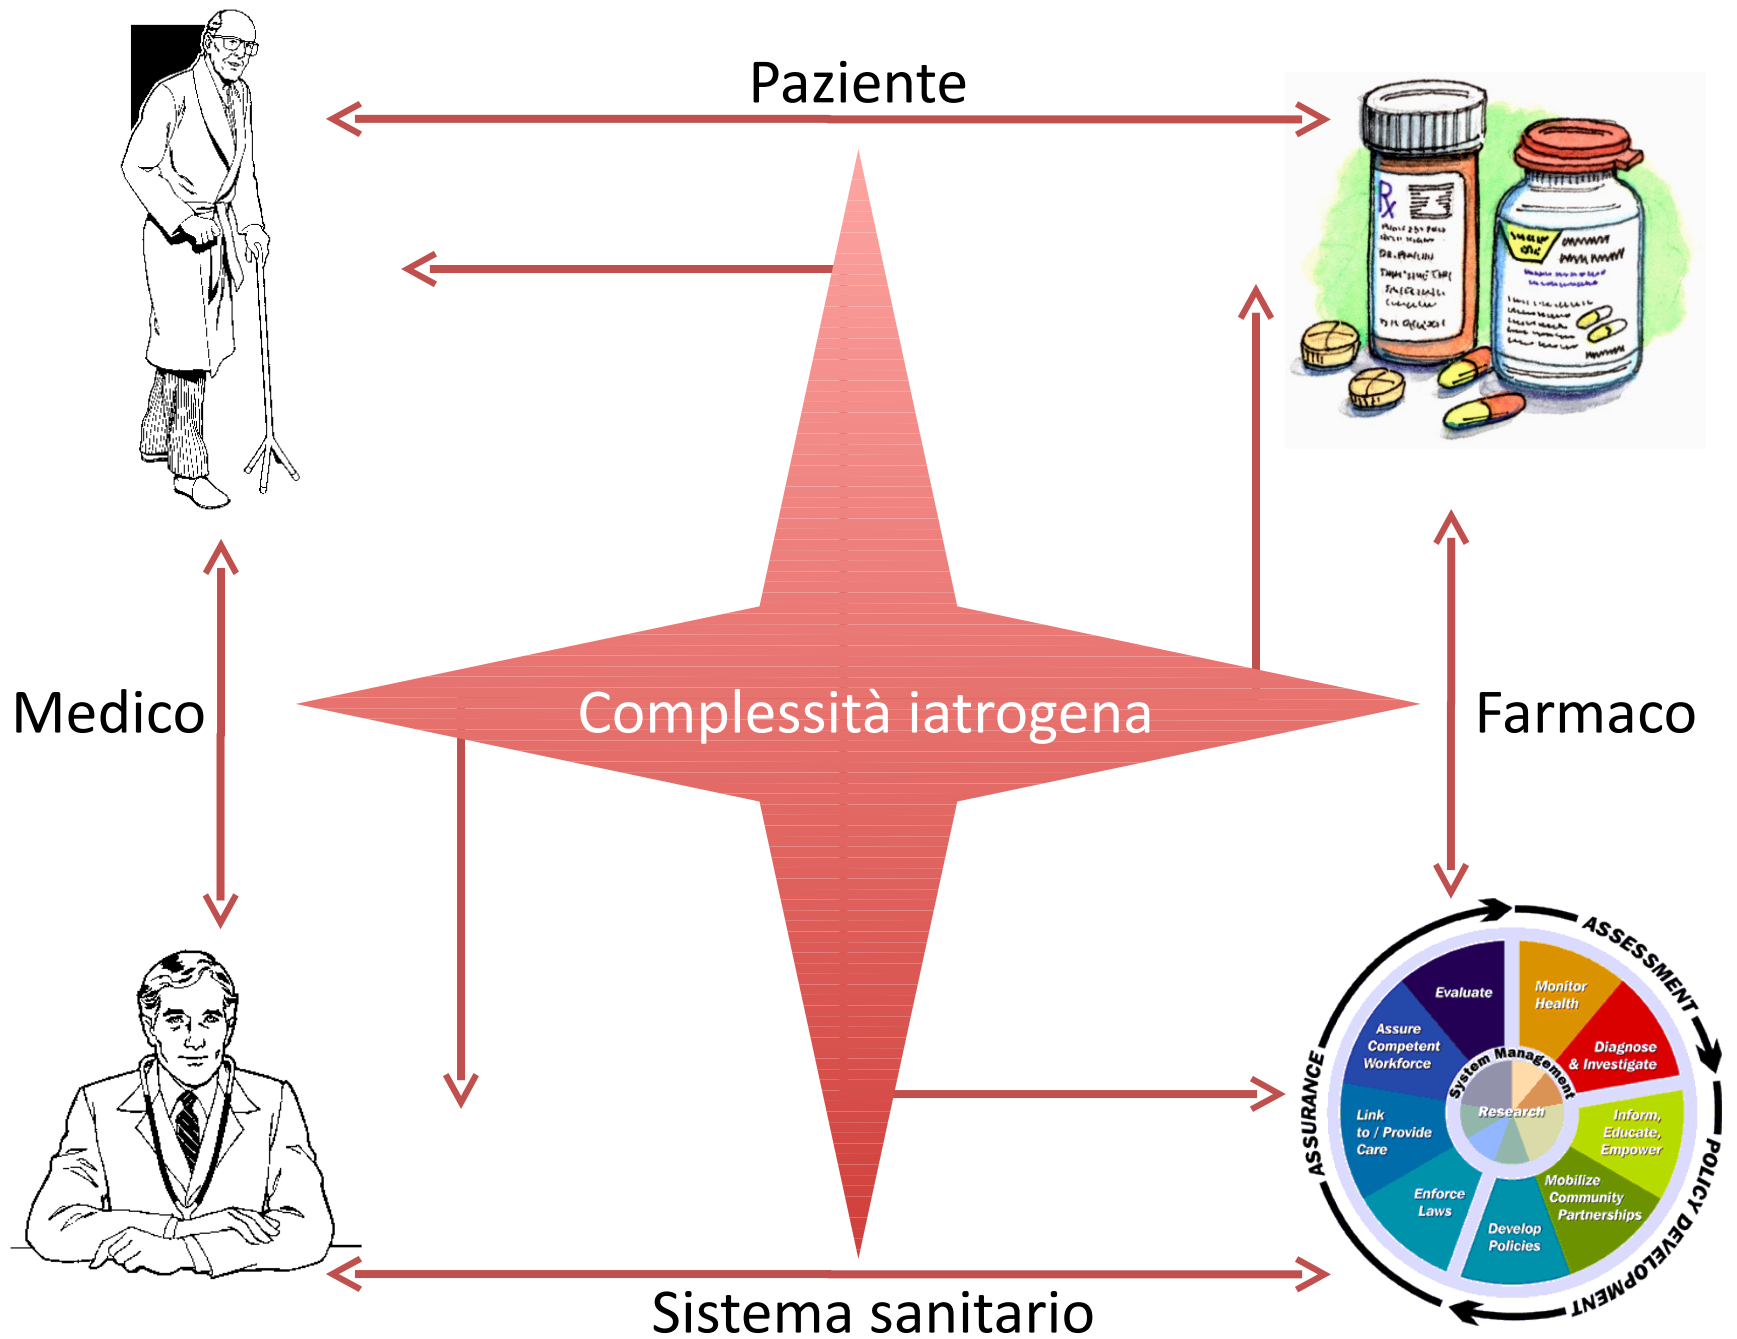 Paziente
Rx
Medico
Complessità iatrogena
Farmaco
ASSESSMENT
Evaluate
Monitor
Health
Assure
Competent
Workforce
Diagnose
& Investigate
System Management
ASSURANCE
Link
to / Provide
Care
Research
Inform,
Educate,
Empower
Mobilize
Community
Partnerships
Enforce
Laws
Develop
Policies
POLICY DEVELOPMENT
Sistema sanitario